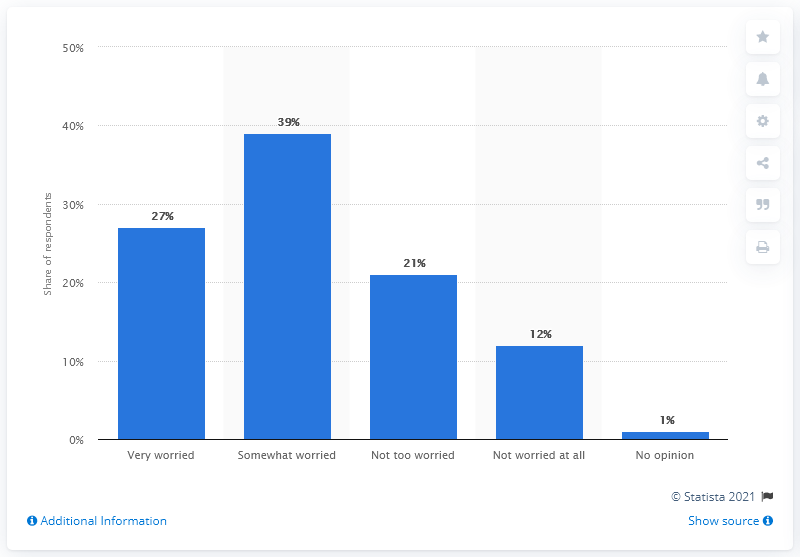 50%
40%
30%
20%
10%
0%
Share of respondents
27%
39%
21%
12%
1%
Very worried
Somewhat worried
Not too worried
Not worried at all
No opinion
© Statista 2021
Additional Information
Show source